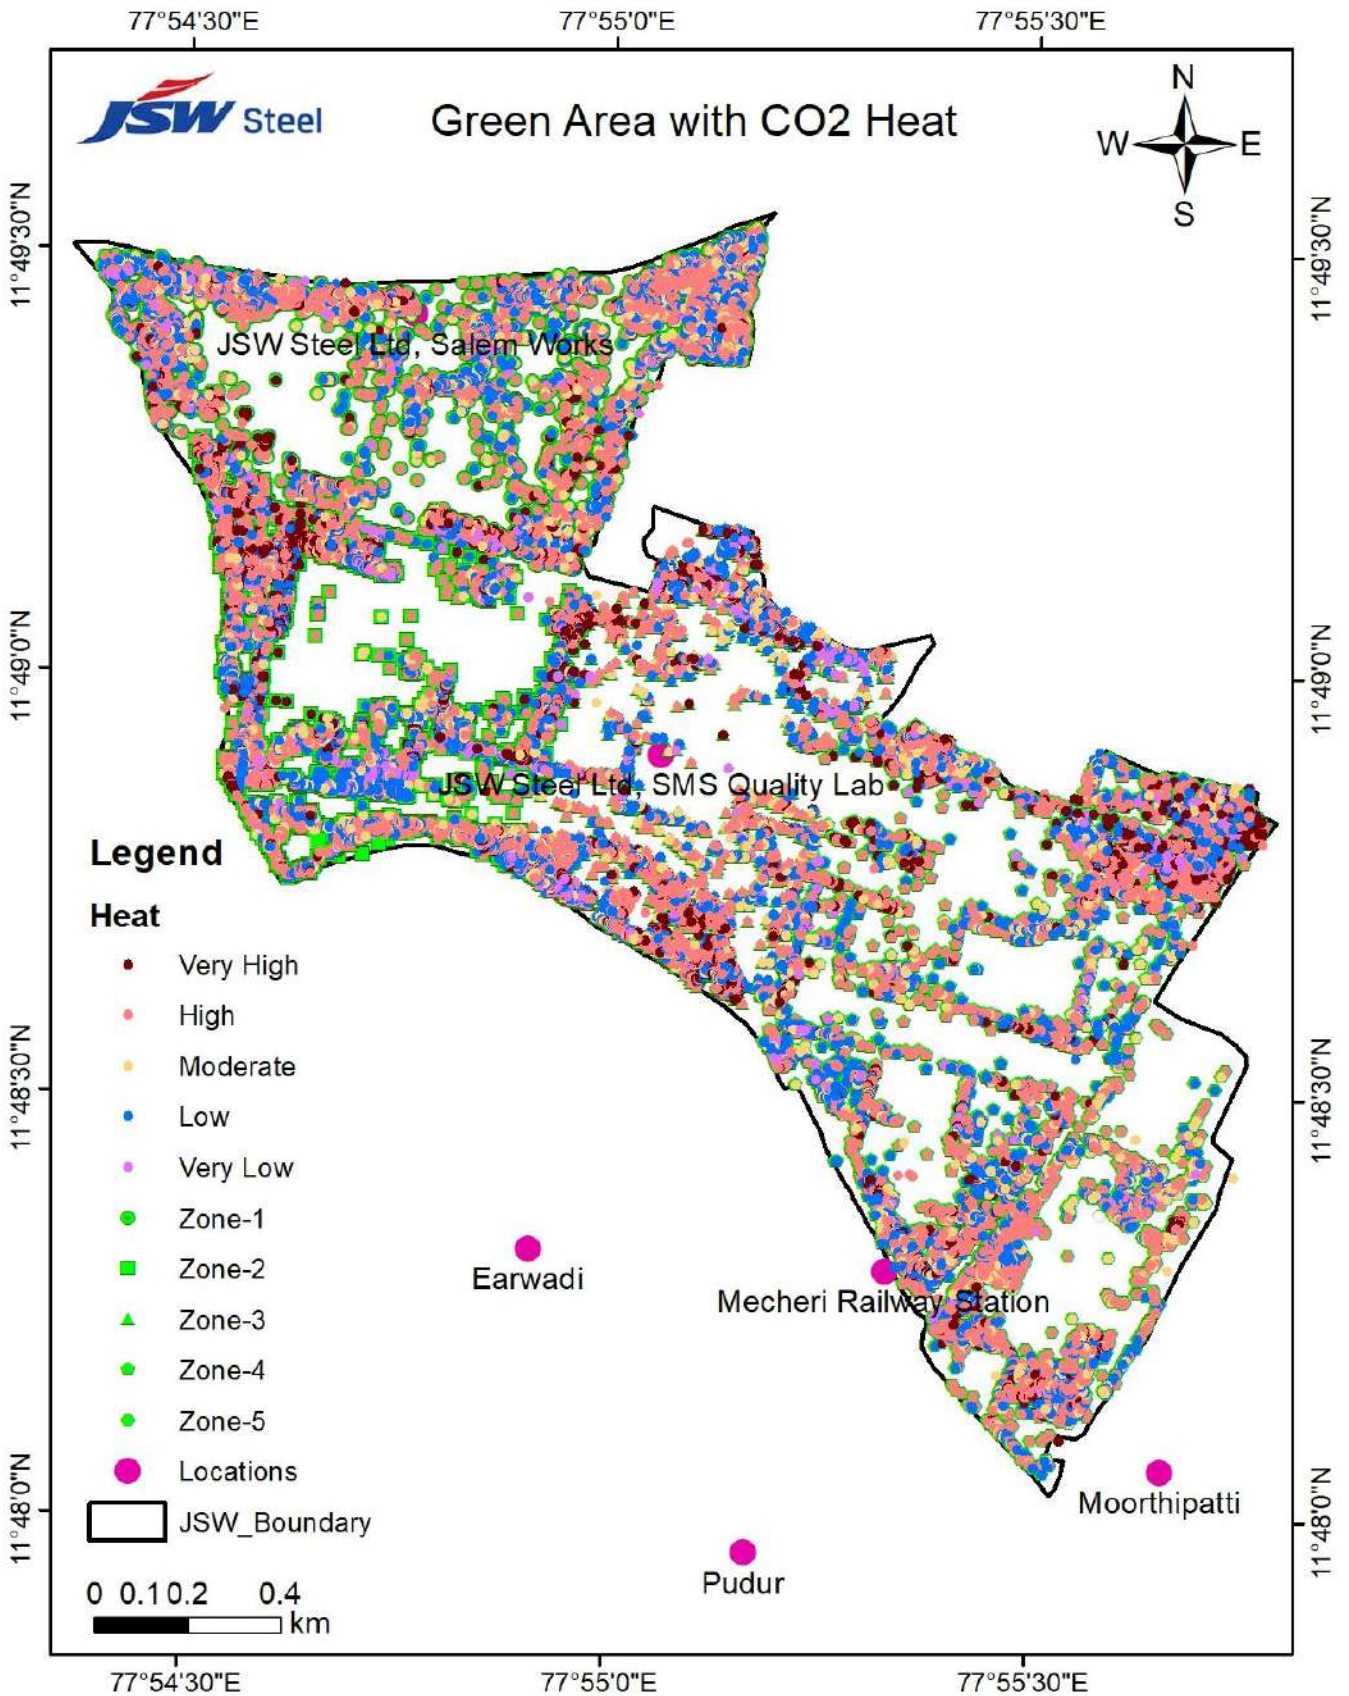 77°54'30"E 77°55'0"E 77°55'30"E
JSW Steel
Green Area with CO2 Heat
N
W E
S
11°49'30"N
11°49'30"N
JSW Steel Ltd, Salem Works
11°49'0"N
11°49'0"N
JSW Steel Ltd, SMS Quality Lab
Legend
Heat
Very High
High
Moderate
Low
Very Low
Zone-1
Zone-2
Zone-3
Zone-4
Zone-5
Locations
JSW_Boundary
11°48'30"N
11°48'30"N
Earwadi
Mecheri Railway Station
Moorthipatti
Pudur
11°48'0"N
11°48'0"N
0 0.1 0.2 0.4
km
77°54'30"E 77°55'0"E 77°55'30"E